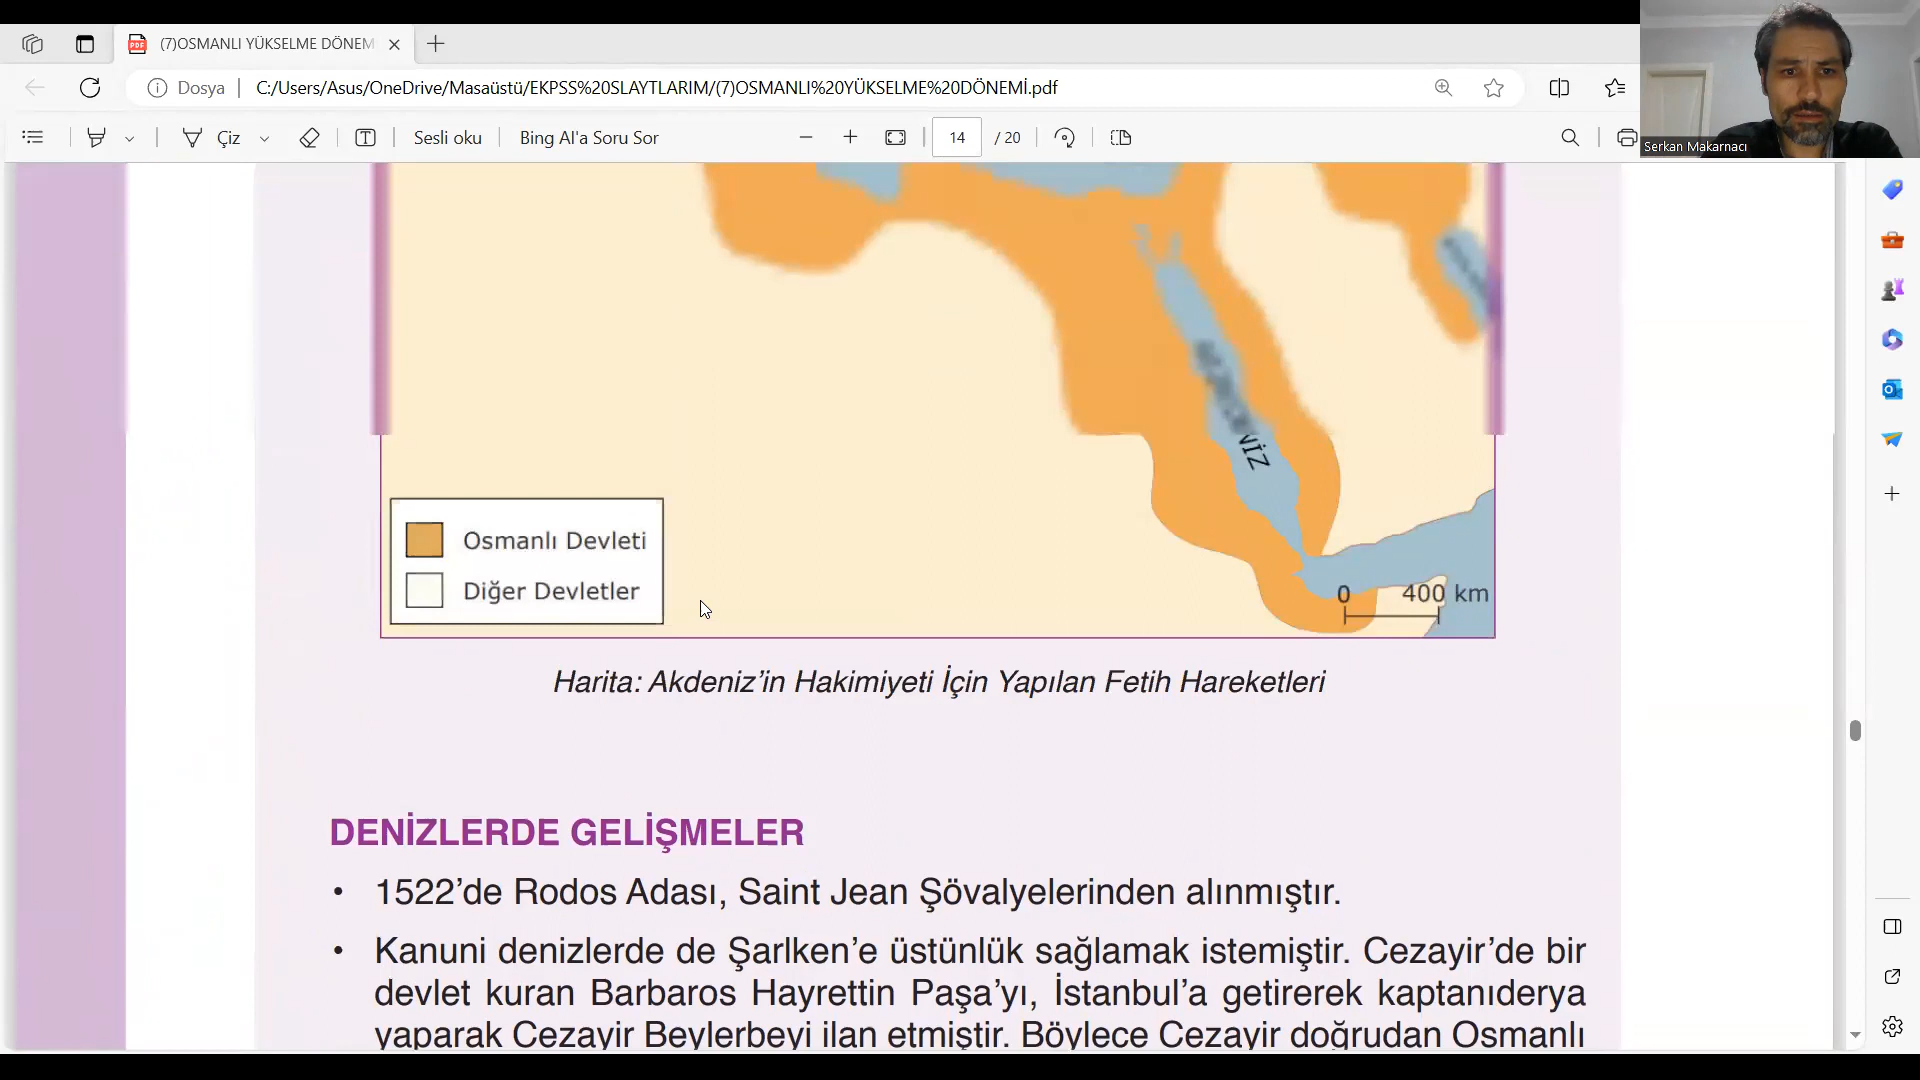 (7)OSMANLI YÜKSELME DÖNEM
Dosya
C:/Users/Asus/OneDrive/Masaüstü/EKPSS%20SLAYTLARIM/(7)OSMANLI%20YÜKSELME%20DÖNEMİ.pdf
Çiz
Sesli oku
Bing AI'a Soru Sor
14 / 20
Serkan Makarnacı
NİZ
Osmanlı Devleti
Diğer Devletler
0 400 km
Harita: Akdeniz’in Hakimiyeti İçin Yapılan Fetih Hareketleri
DENİZLERDE GELİŞMELER
• 1522’de Rodos Adası, Saint Jean Şövalyelerinden alınmıştır.
• Kanuni denizlerde de Şarlken’e üstünlük sağlamak istemiştir. Cezayir’de bir
devlet kuran Barbaros Hayrettin Paşa’yı, İstanbul’a getirerek kaptanıderya
yaparak Cezayir Beylerbeyi ilan etmiştir. Böylece Cezayir doğrudan Osmanlı